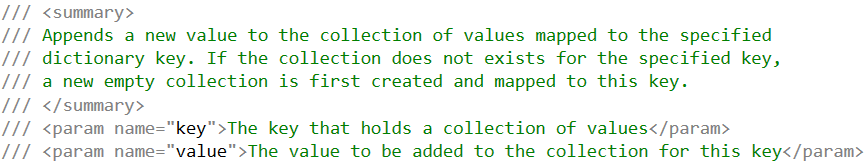 /// <summary>
/// Appends a new value to the collection of values mapped to the specified
/// dictionary key. If the collection does not exists for the specified key,
/// a new empty collection is first created and mapped to this key.
/// </summary>
/// <param name="key">The key that holds a collection of values</param>
/// <param name="value">The value to be added to the collection for this key</param>